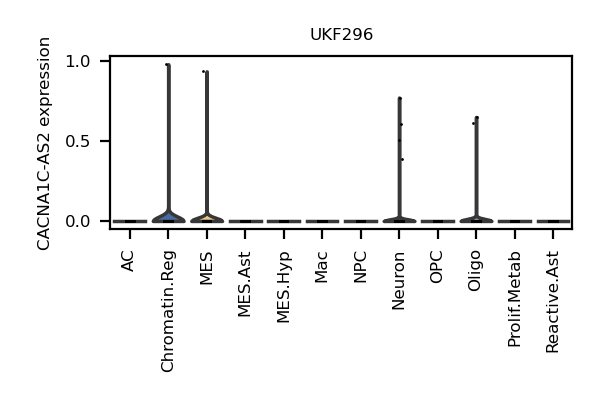 UKF296
CACNA1C-AS2 expression
1.0
0.5
0.0
AC
Chromatin.Reg
MES
MES.Ast
MES.Hyp
Mac
NPC
Neuron
OPC
Oligo
Prolif.Metab
Reactive.Ast